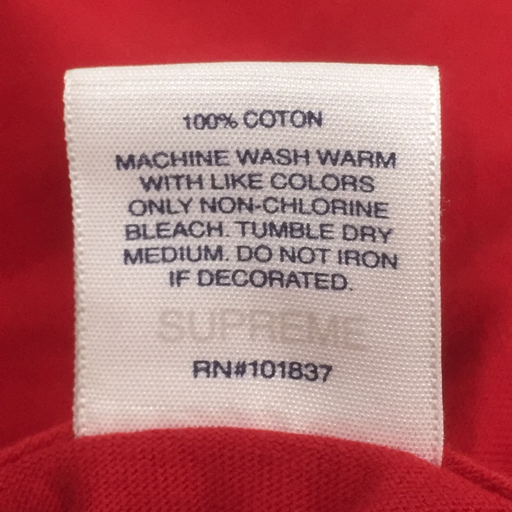 100% COTON
MACHINE WASH WARM
WITH LIKE COLORS
ONLY NON-CHLORINE
BLEACH. TUMBLE DRY
MEDIUM. DO NOT IRON
IF DECORATED.
SUPREME
RN#101837